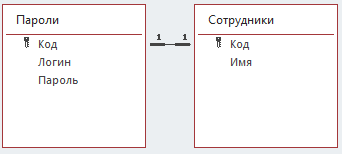 Пароли
Код
Логин
Пароль
1 1
Сотрудники
Код
Имя